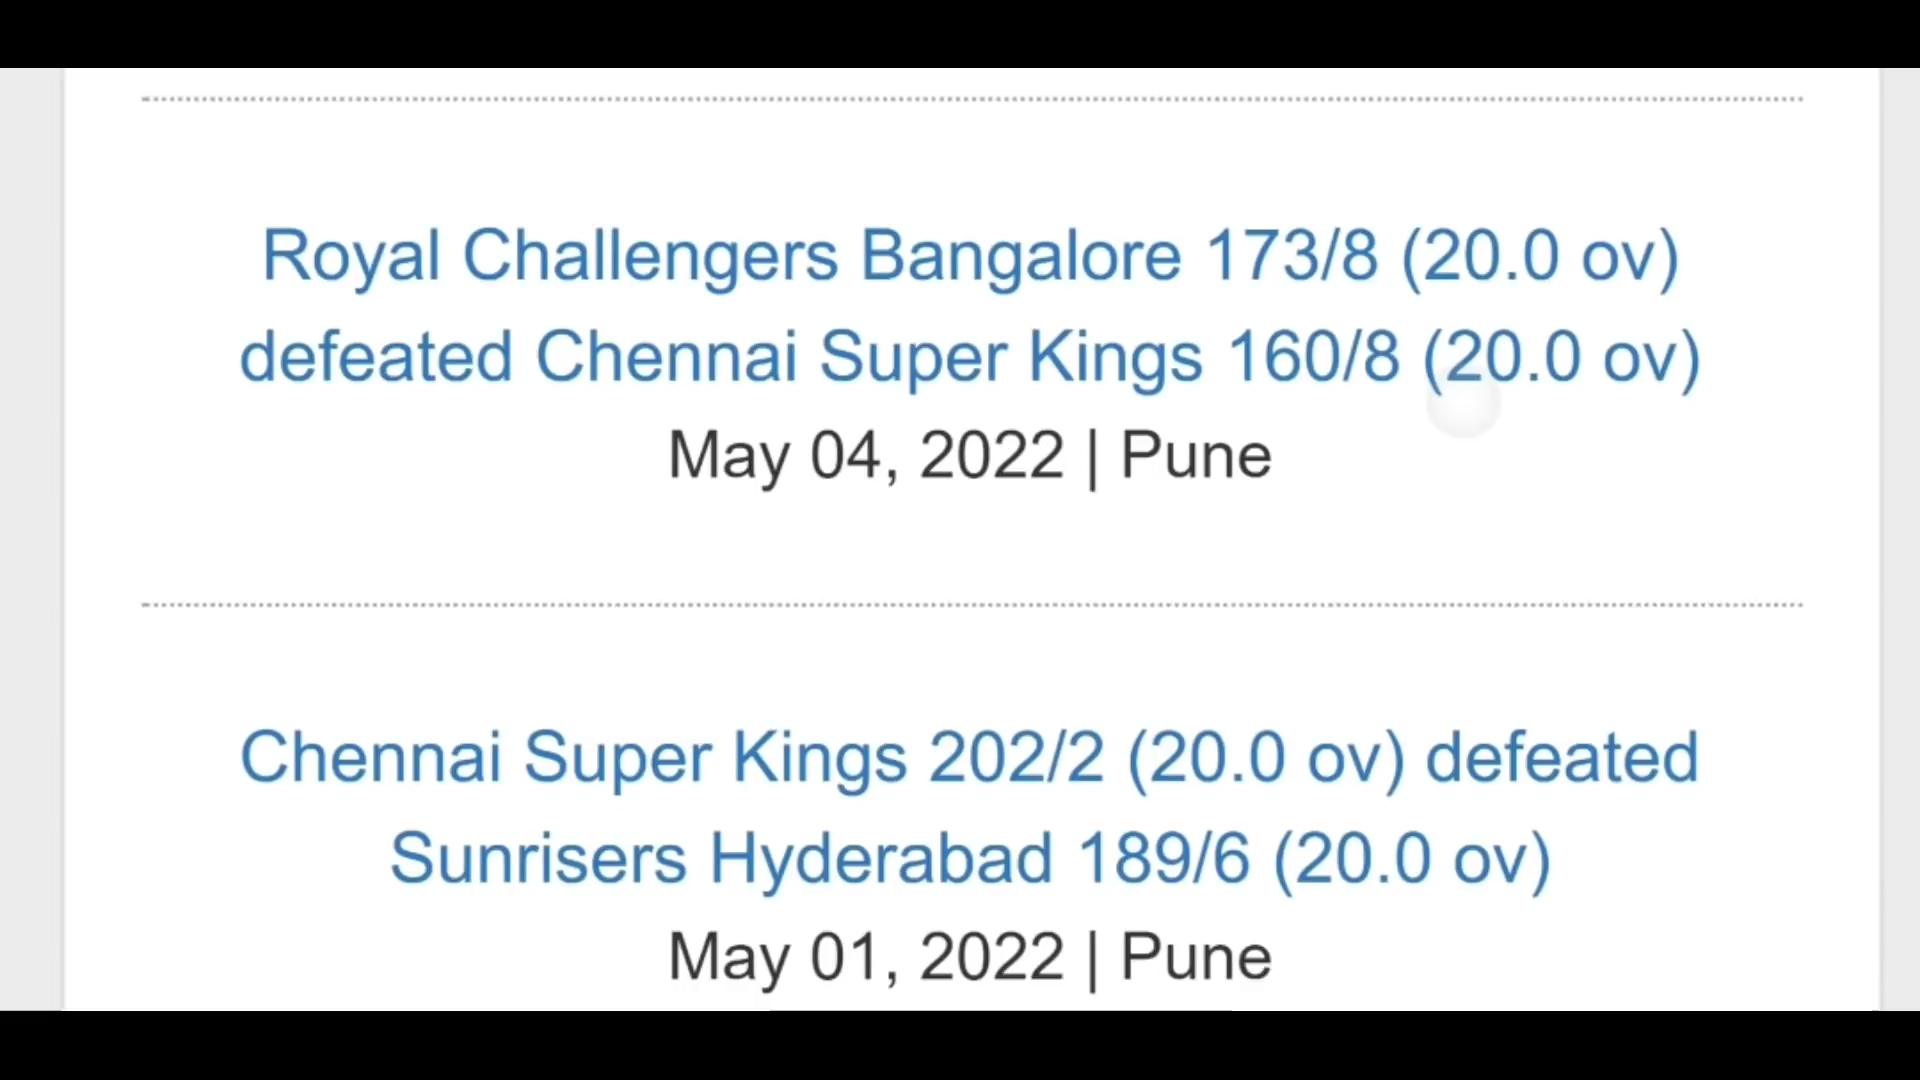 Royal Challengers Bangalore 173/8 (20.0 ov)
defeated Chennai Super Kings 160/8 (20.0 ov)
May 04, 2022 | Pune
Chennai Super Kings 202/2 (20.0 ov) defeated
Sunrisers Hyderabad 189/6 (20.0 ov)
May 01, 2022 | Pune